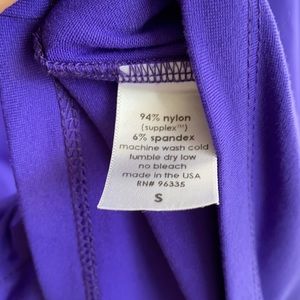 94% nylon
(supplex™)
6% spandex
machine wash cold
tumble dry low
no bleach
made in the USA
RN# 96335
S